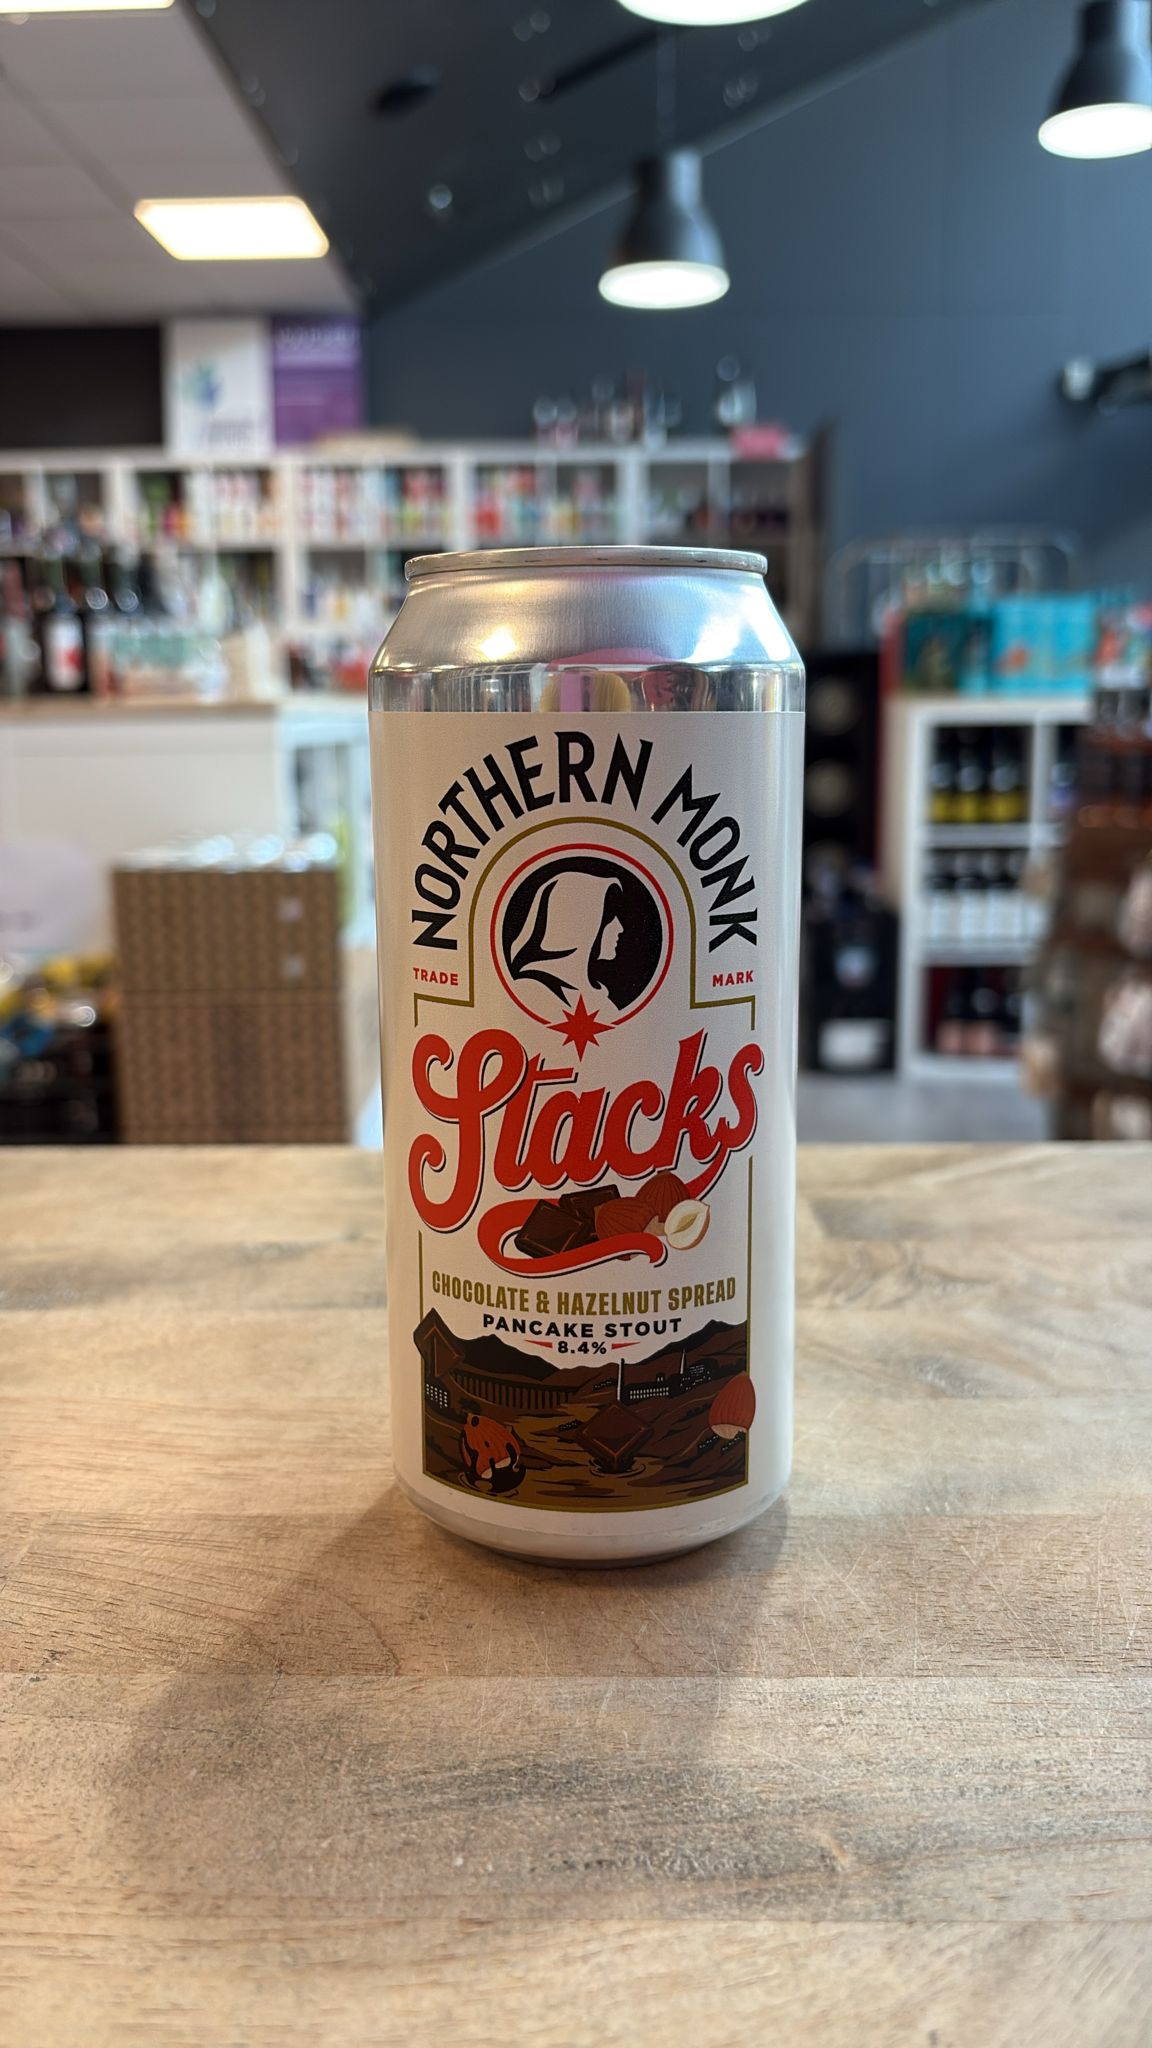 NORTHERN MONK
TRADE MARK
Stacks
CHOCOLATE & HAZELNUT SPREAD
PANCAKE STOUT
8.4%